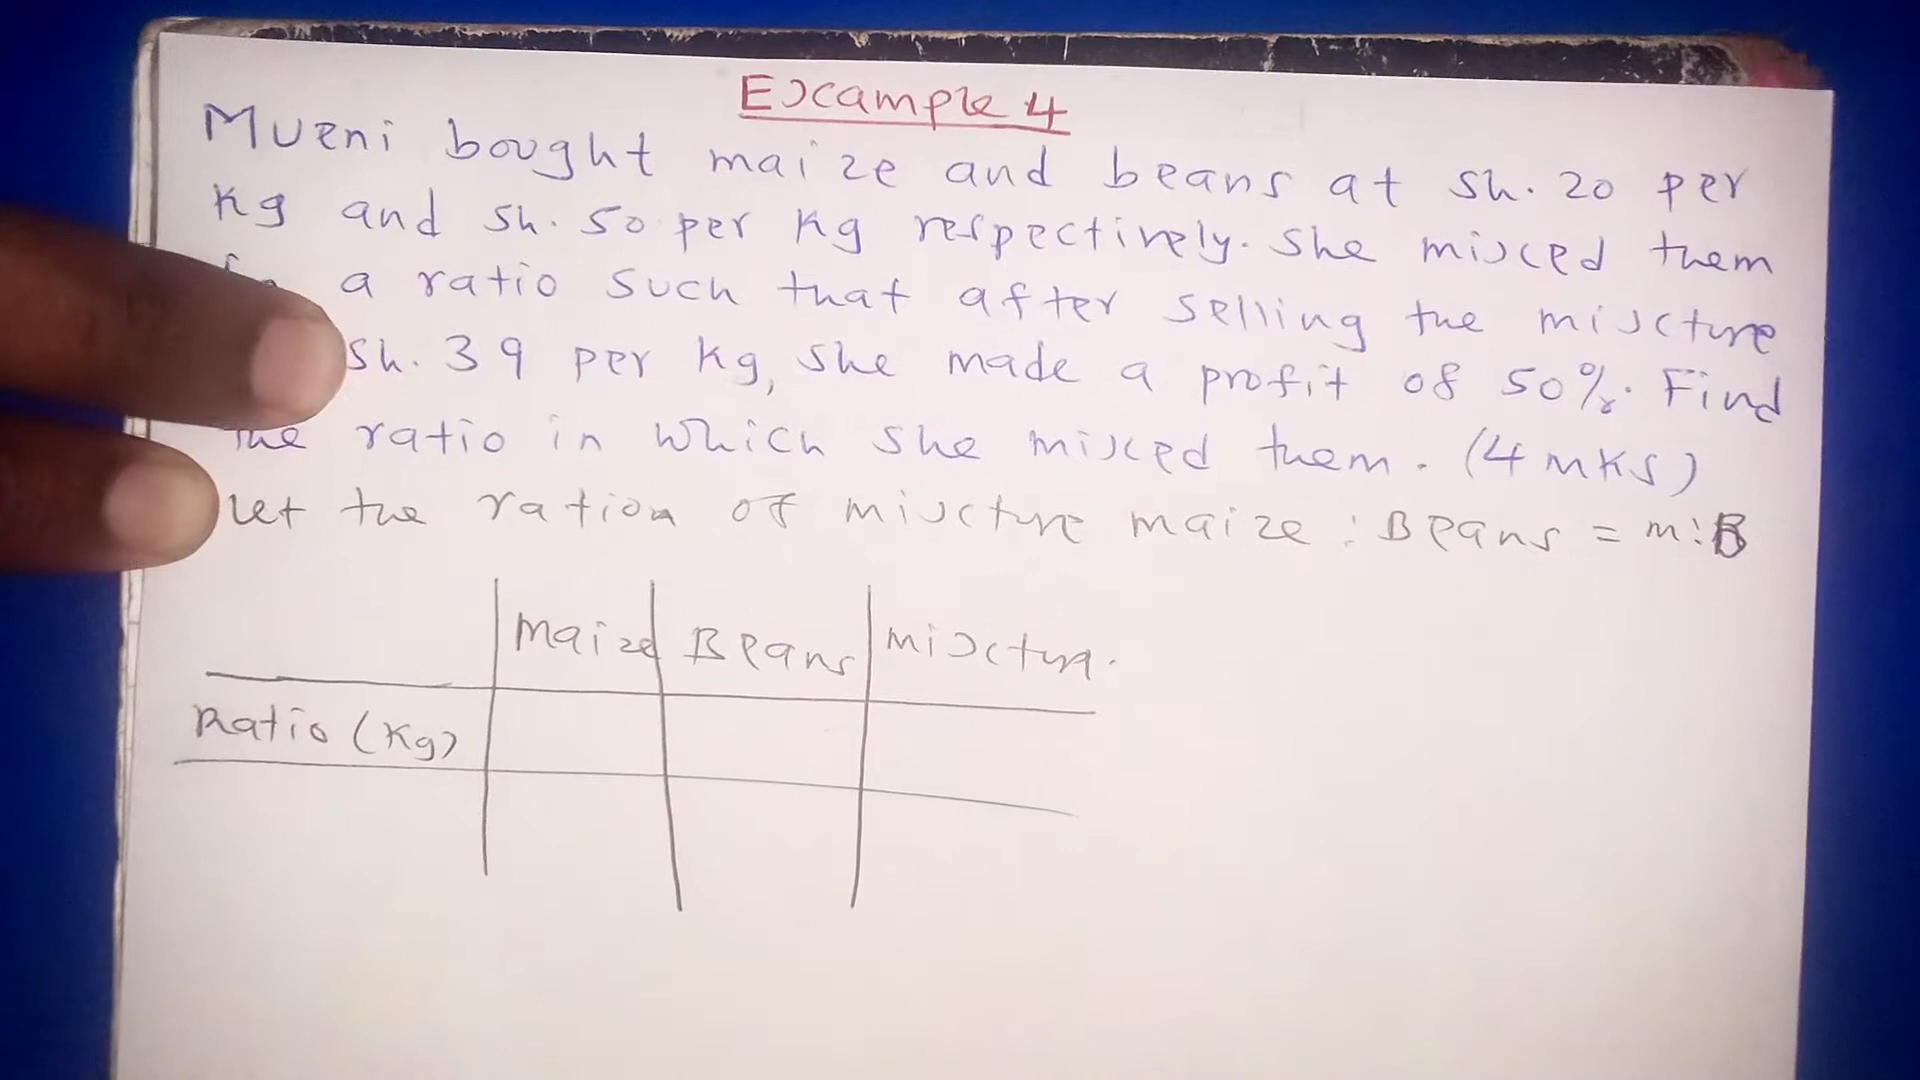 Example 4
Mueni bought maize and beans at sh. 20 per
kg and sh. 50 per kg respectively. She mixed them
a ratio such that after selling the mixture
sh. 39 per kg, she made a profit of 50%. Find
the ratio in which she mixed them. (4 mks)
Let the ration of mixture maize : Beans = m:B
Maize Beans mixture.
Ratio (kg)